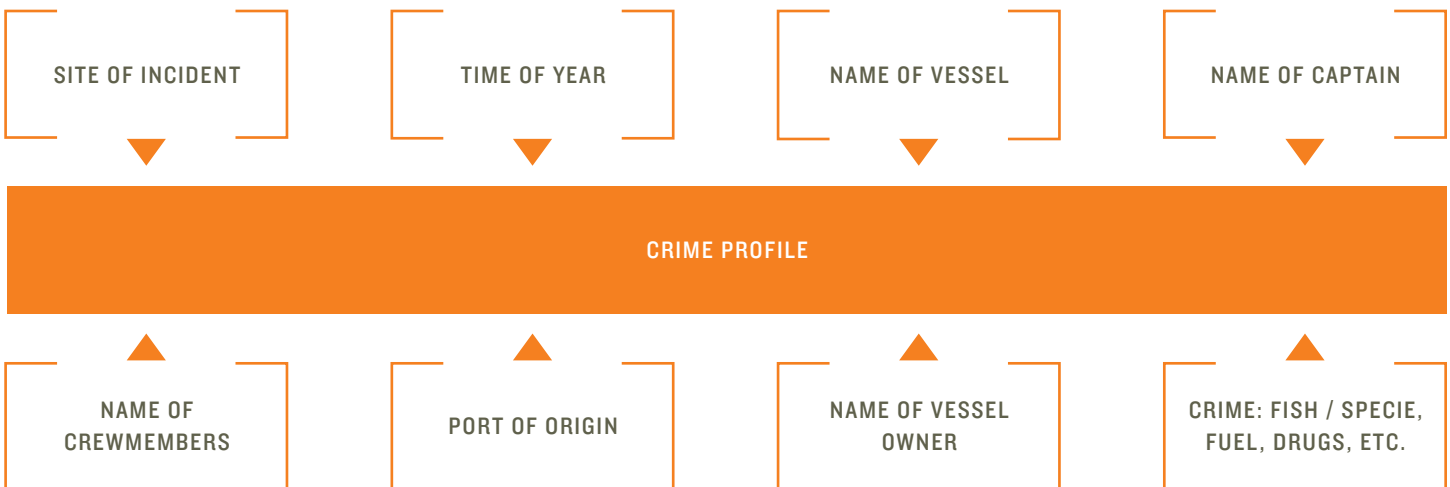 SITE OF INCIDENT
TIME OF YEAR
NAME OF VESSEL
NAME OF CAPTAIN
CRIME PROFILE
NAME OF
CREWMEMBERS
PORT OF ORIGIN
NAME OF VESSEL
OWNER
CRIME: FISH / SPECIE,
FUEL, DRUGS, ETC.